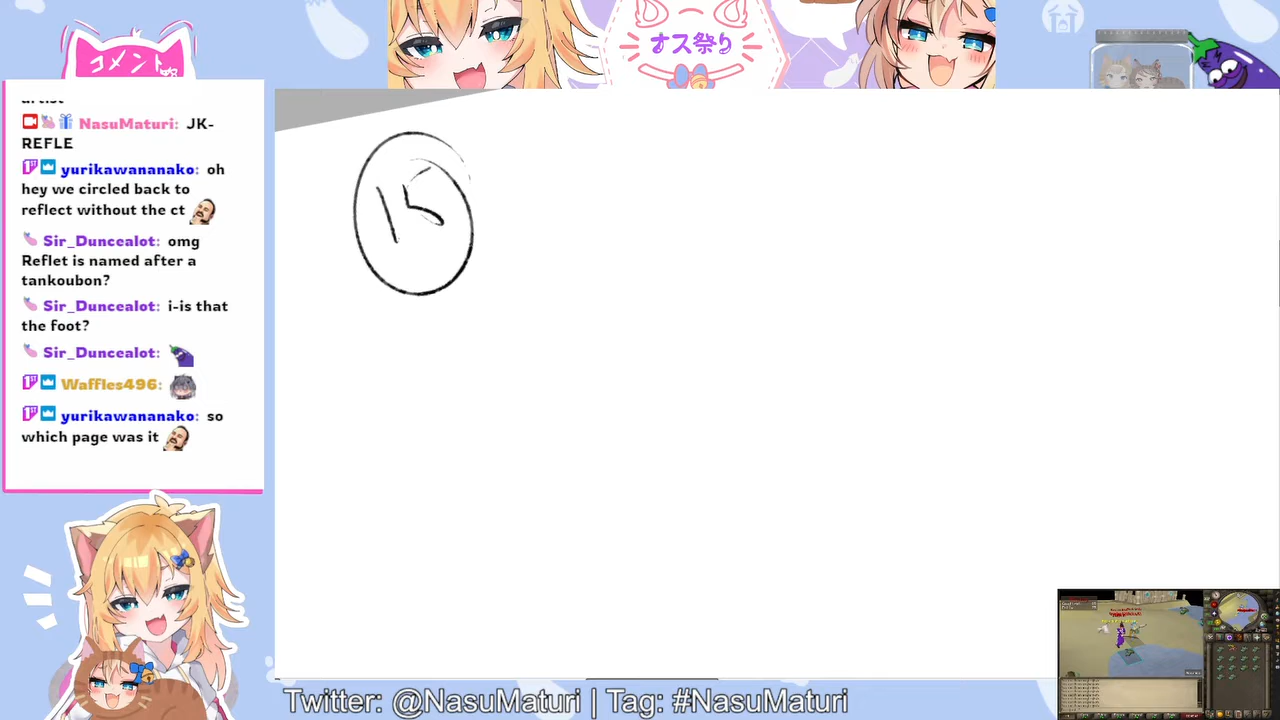 オス祭り
コメント
artist
NasuMaturi: JK-
REFLE
yurikawananako: oh
hey we circled back to
reflect without the ct
Sir_Duncealot: omg
Reflet is named after a
tankoubon?
Sir_Duncealot: i-is that
the foot?
Sir_Duncealot:
Waffles496:
yurikawananako: so
which page was it
15
Twitter: @NasuMaturi | Tag: #NasuMaturi